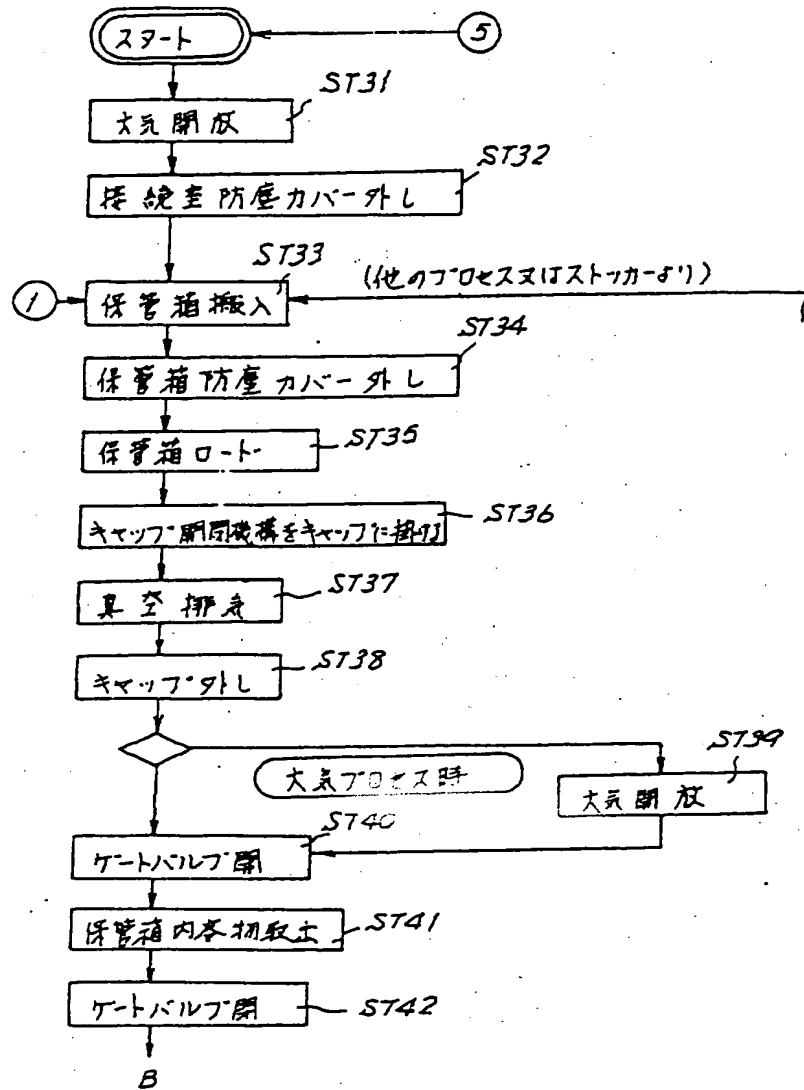 スタート
5
ST31
大気開放
ST32
接続室防塵カバー外し
ST33
(他のプロセス又はストッカーより)
1
保管箱搬入
ST34
保管箱防塵カバー外し
保管箱ロード
ST35
キャップ開閉機構をキャップに掛ける
ST36
真空排気
ST37
キャップ外し
ST38
ST39
大気プロセス時
大気開放
ST40
ゲートバルブ開
保管箱内容物取出
ST41
ゲートバルブ開
ST42
B